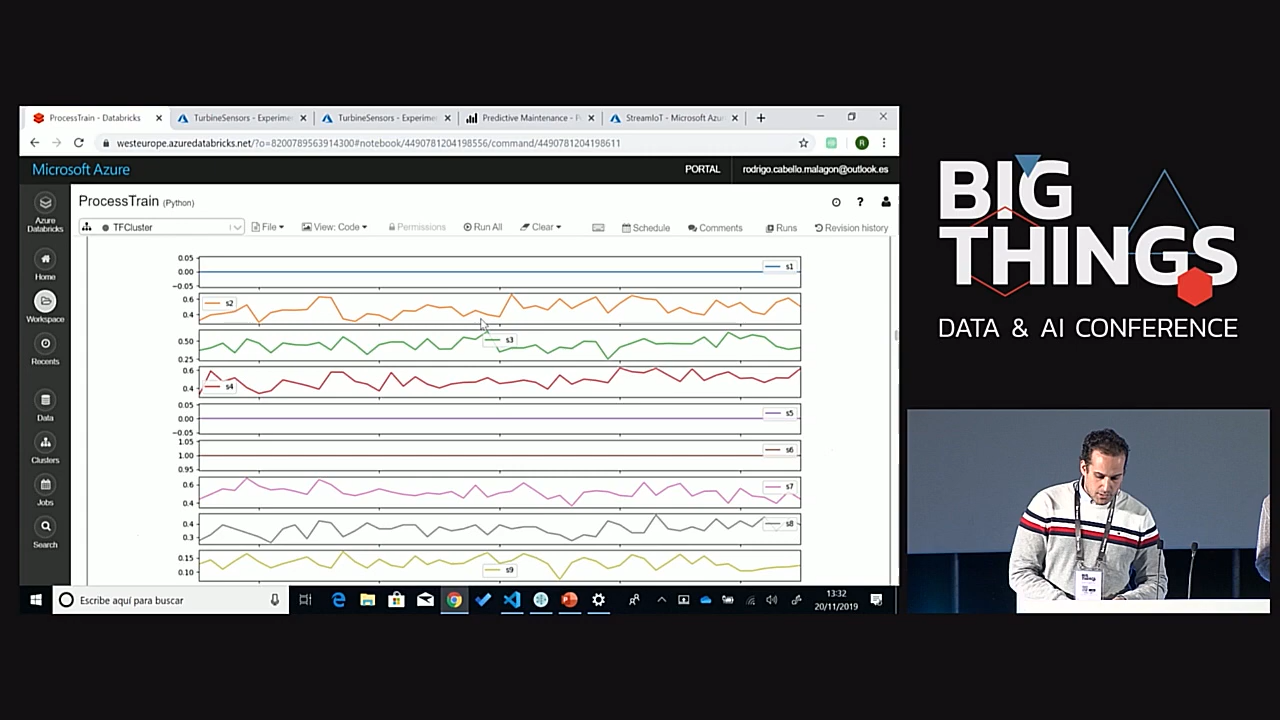 ProcessTrain - Databricks
TurbineSensors - Experime
TurbineSensors - Experime
Predictive Maintenance - P
StreamIoT - Microsoft Azur
westeurope.azuredatabricks.net/?o=8200789563914300#notebook/4490781204198556/command/4490781204198611
R
Microsoft Azure
PORTAL
rodrigo.cabello.malagon@outlook.es
ProcessTrain (Python)
TFCluster
File
View: Code
Permissions
Run All
Clear
Schedule
Comments
Runs
Revision history
Azure
Databricks
Home
Workspace
Recents
Data
Clusters
Jobs
Search
0.05
0.00
−0.05
s1
0.6
0.4
s2
0.50
0.25
s3
0.6
0.4
s4
0.05
0.00
−0.05
s5
1.05
1.00
0.95
s6
0.6
0.4
s7
0.4
0.3
s8
0.15
0.10
s9
Escribe aquí para buscar
13:32
20/11/2019
BIG
THINGS
DATA & AI CONFERENCE
BIG
THINGS